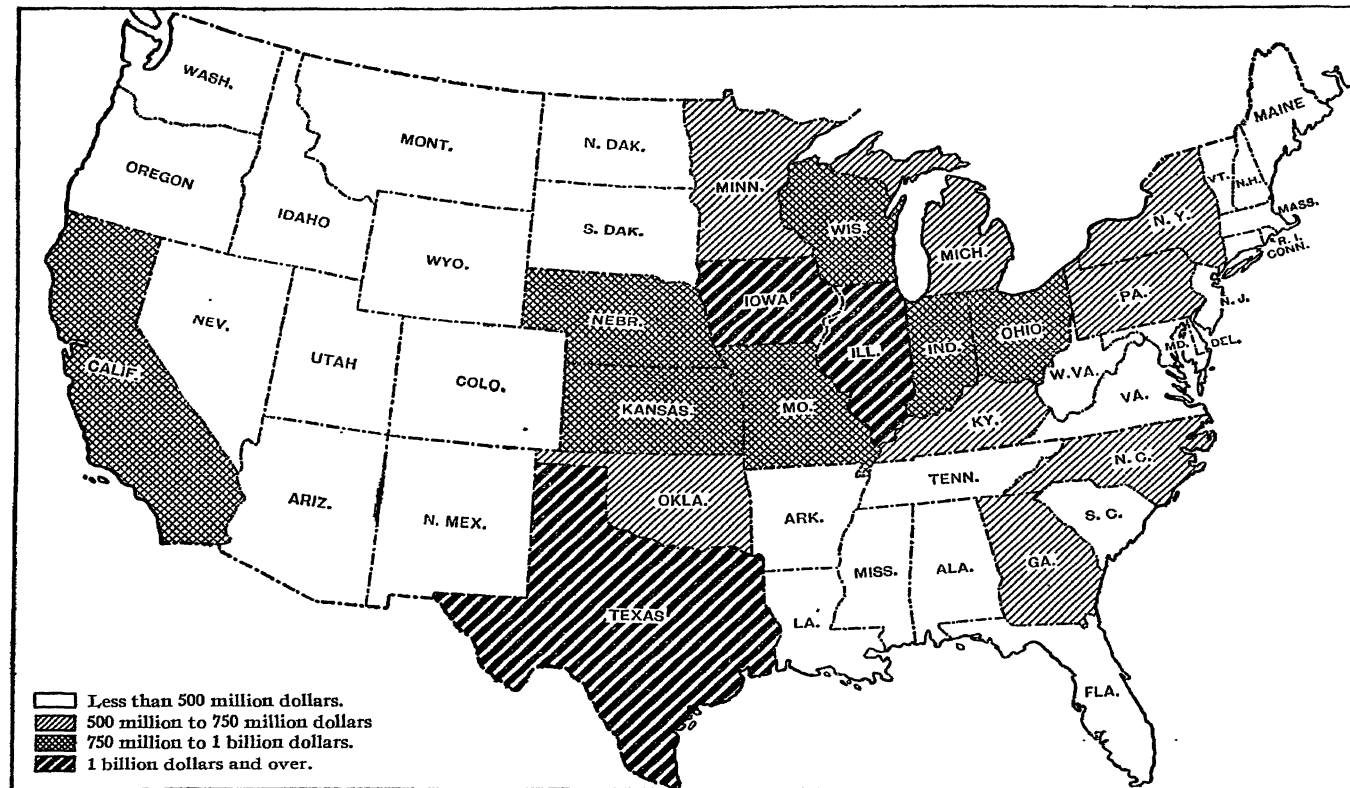 WASH.
OREGON
CALIF.
NEV.
IDAHO
MONT.
WYO.
UTAH
COLO.
ARIZ.
N. MEX.
N. DAK.
S. DAK.
NEBR.
KANSAS.
OKLA.
TEXAS
MINN.
IOWA
MO.
ARK.
LA.
WIS.
ILL.
MICH.
IND.
OHIO
KY.
TENN.
MISS.
ALA.
GA.
FLA.
S. C.
N. C.
VA.
W.VA.
MD.
DEL.
PA.
N. J.
N. Y.
CONN.
R. I.
MASS.
VT.
N.H.
MAINE
Less than 500 million dollars.
500 million to 750 million dollars
750 million to 1 billion dollars.
1 billion dollars and over.